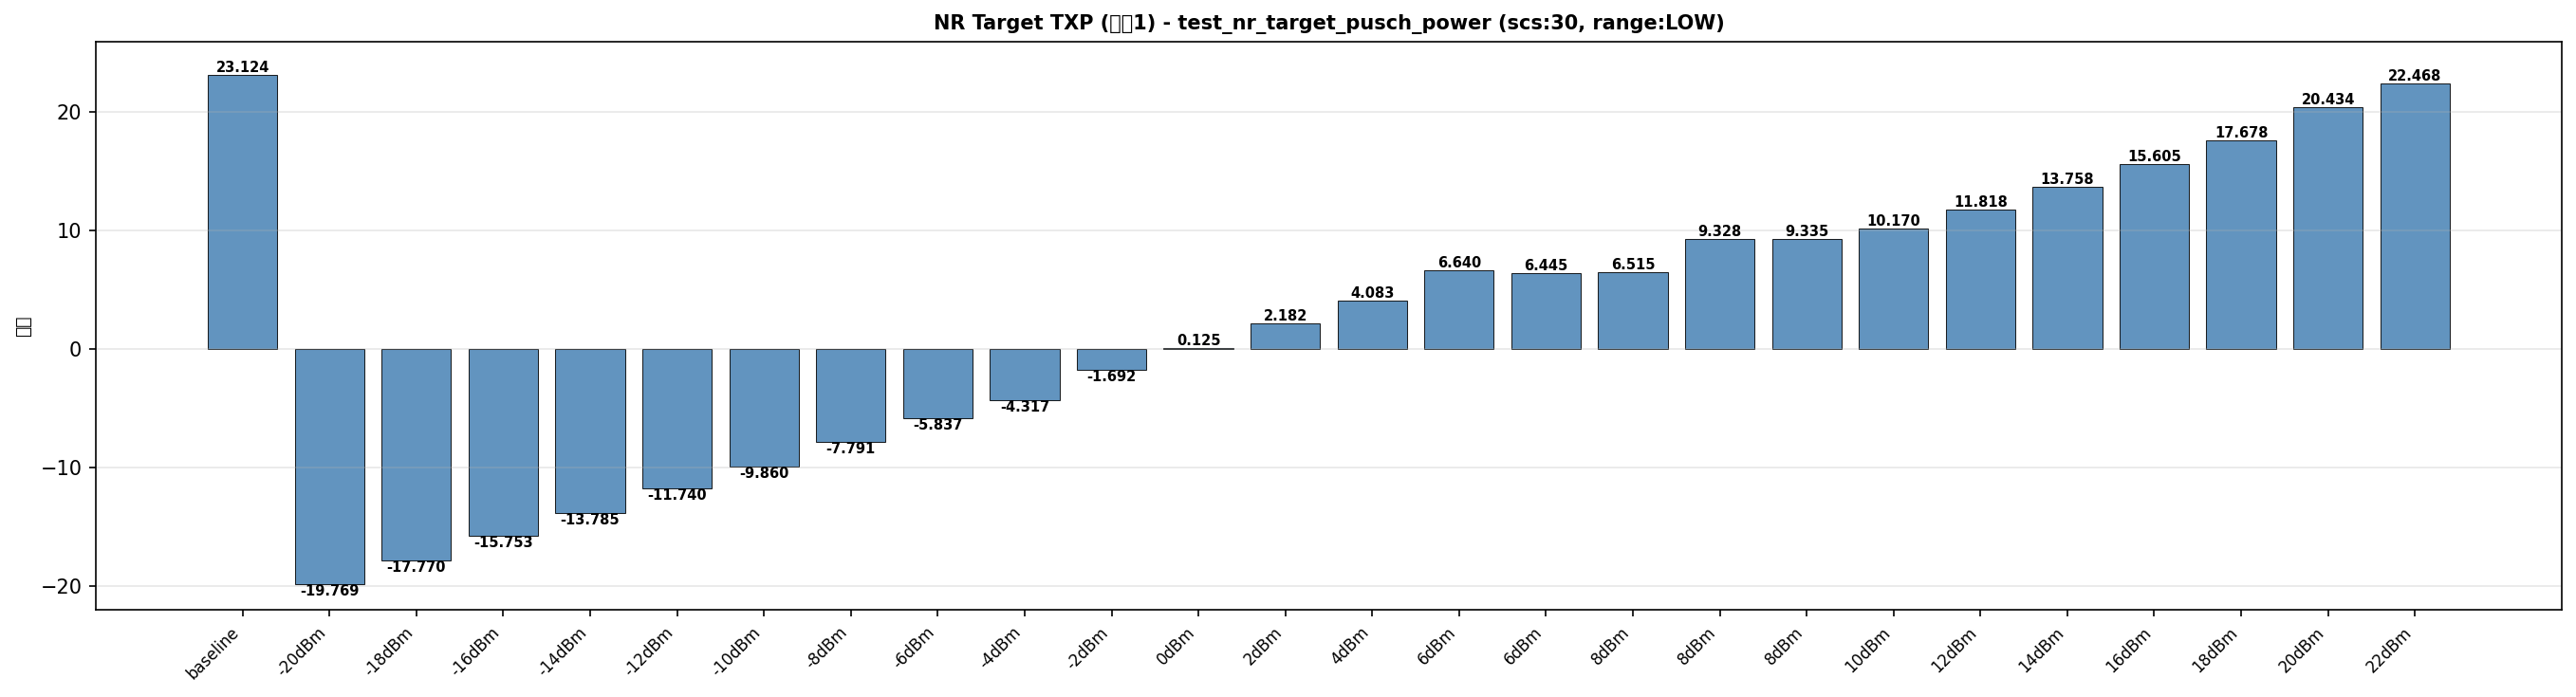 NR Target TXP (1) - test_nr_target_pusch_power (scs:30, range:LOW)
20
10
0
−10
−20
23.124
-19.769
-17.770
-15.753
-13.785
-11.740
-9.860
-7.791
-5.837
-4.317
-1.692
0.125
2.182
4.083
6.640
6.445
6.515
9.328
9.335
10.170
11.818
13.758
15.605
17.678
20.434
22.468
baseline
-20dBm
-18dBm
-16dBm
-14dBm
-12dBm
-10dBm
-8dBm
-6dBm
-4dBm
-2dBm
0dBm
2dBm
4dBm
6dBm
6dBm
8dBm
8dBm
8dBm
10dBm
12dBm
14dBm
16dBm
18dBm
20dBm
22dBm